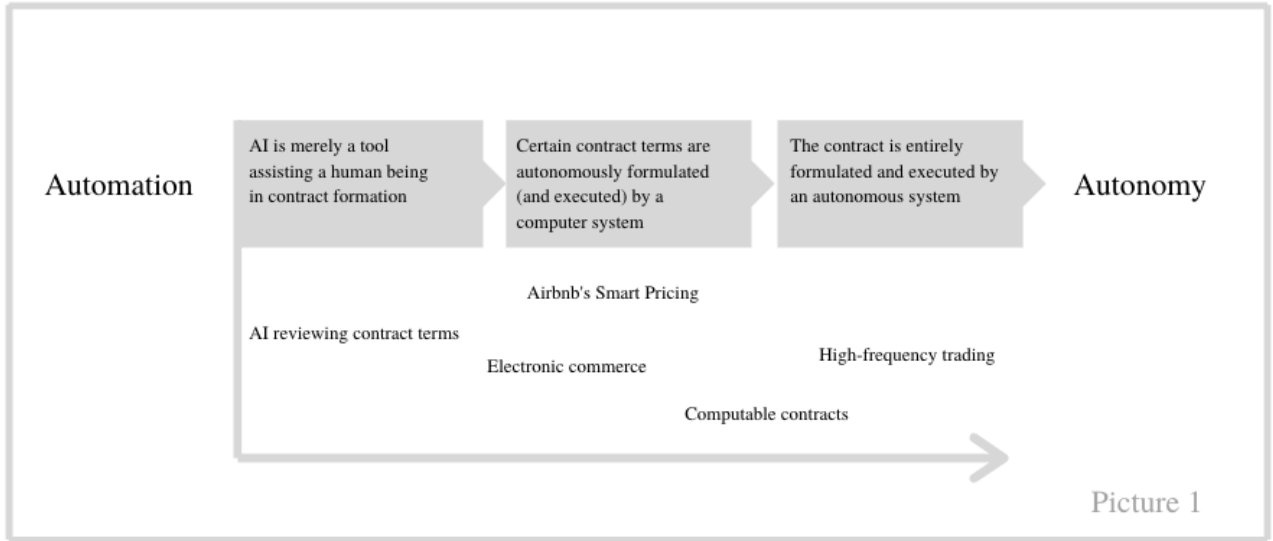 Automation
AI is merely a tool
assisting a human being
in contract formation
Certain contract terms are
autonomously formulated
(and executed) by a
computer system
The contract is entirely
formulated and executed by
an autonomous system
Autonomy
Airbnb's Smart Pricing
AI reviewing contract terms
Electronic commerce
High-frequency trading
Computable contracts
Picture 1